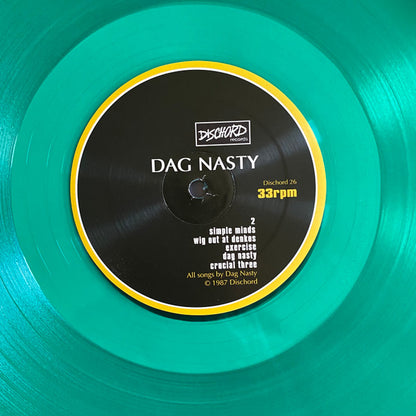 DISCHORD
records
DAG NASTY
Dischord 26
33rpm
2
simple minds
wig out at denkos
exercise
dag nasty
crucial three
All songs by Dag Nasty
© 1987 Dischord